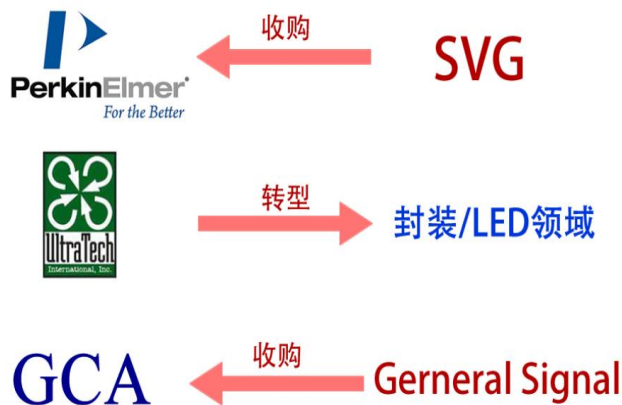 收购
SVG
PerkinElmer
For the Better
转型
封装/LED领域
UltraTech
International, Inc.
收购
GCA
Gerneral Signal